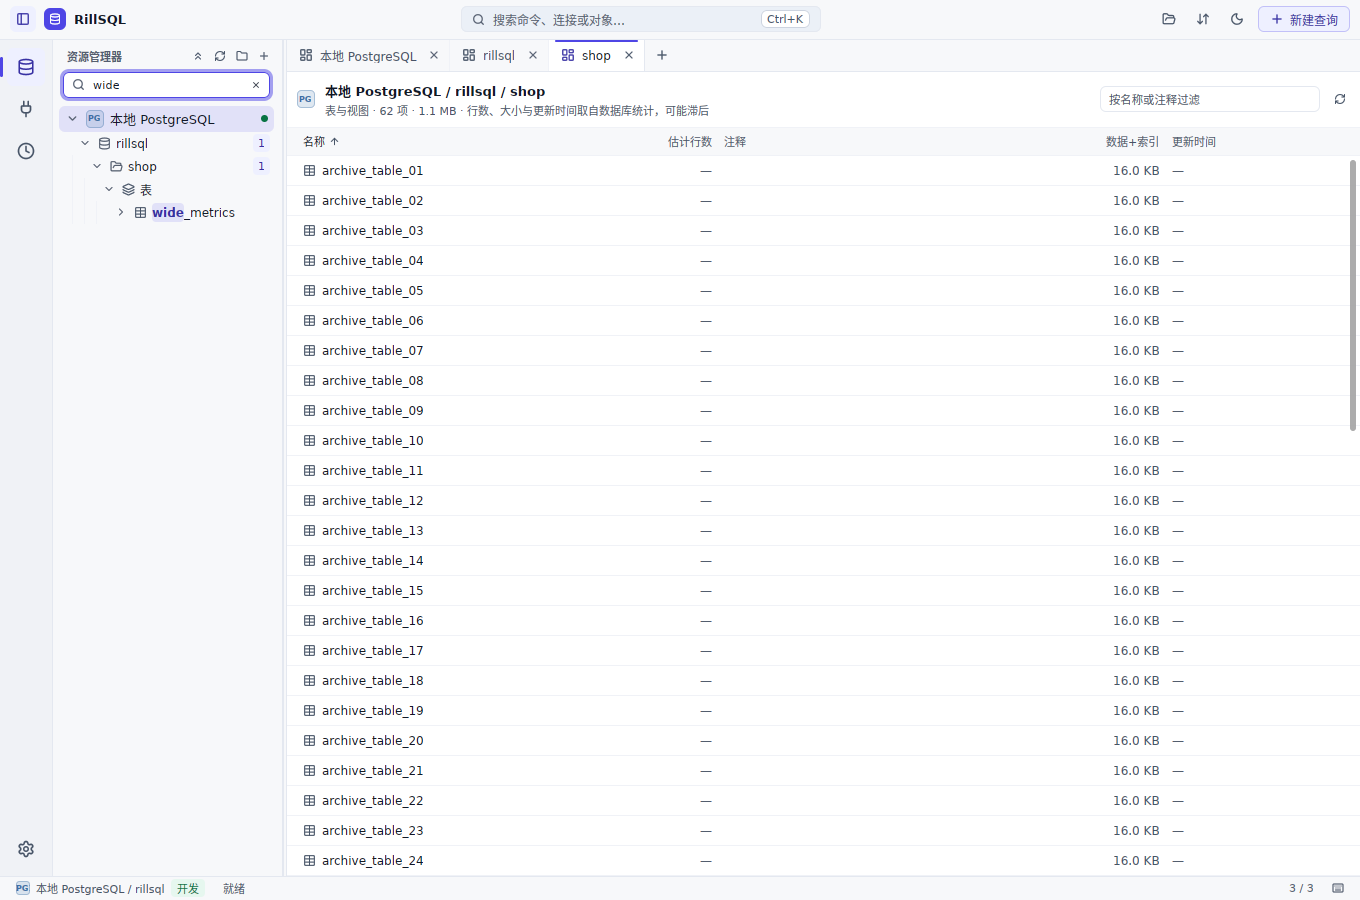 RillSQL
搜索命令、连接或对象... Ctrl+K
新建查询
资源管理器
wide
本地 PostgreSQL
rillsql 1
shop 1
表
wide_metrics
本地 PostgreSQL rillsql shop
本地 PostgreSQL / rillsql / shop
表与视图 · 62 项 · 1.1 MB · 行数、大小与更新时间取自数据库统计，可能滞后
按名称或注释过滤
名称 估计行数 注释 数据+索引 更新时间
archive_table_01 — 16.0 KB —
archive_table_02 — 16.0 KB —
archive_table_03 — 16.0 KB —
archive_table_04 — 16.0 KB —
archive_table_05 — 16.0 KB —
archive_table_06 — 16.0 KB —
archive_table_07 — 16.0 KB —
archive_table_08 — 16.0 KB —
archive_table_09 — 16.0 KB —
archive_table_10 — 16.0 KB —
archive_table_11 — 16.0 KB —
archive_table_12 — 16.0 KB —
archive_table_13 — 16.0 KB —
archive_table_14 — 16.0 KB —
archive_table_15 — 16.0 KB —
archive_table_16 — 16.0 KB —
archive_table_17 — 16.0 KB —
archive_table_18 — 16.0 KB —
archive_table_19 — 16.0 KB —
archive_table_20 — 16.0 KB —
archive_table_21 — 16.0 KB —
archive_table_22 — 16.0 KB —
archive_table_23 — 16.0 KB —
archive_table_24 — 16.0 KB —
PG 本地 PostgreSQL / rillsql 开发 就绪 3 / 3